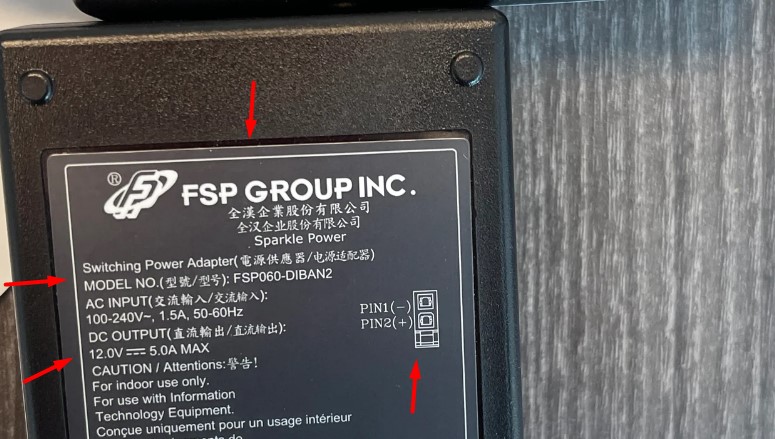 ® FSP GROUP INC.
全漢企業股份有限公司
全汉企业股份有限公司
Sparkle Power
Switching Power Adapter(電源供應器/电源适配器)
MODEL NO.(型號/型号): FSP060-DIBAN2
AC INPUT(交流輸入/交流输入):
100-240V~, 1.5A, 50-60Hz
DC OUTPUT(直流輸出/直流输出):
12.0V ⎓ 5.0A MAX
PIN1(−)
PIN2(+)
CAUTION / Attentions:警告!
For indoor use only.
For use with Information
Technology Equipment.
Conçue uniquement pour un usage intérieur